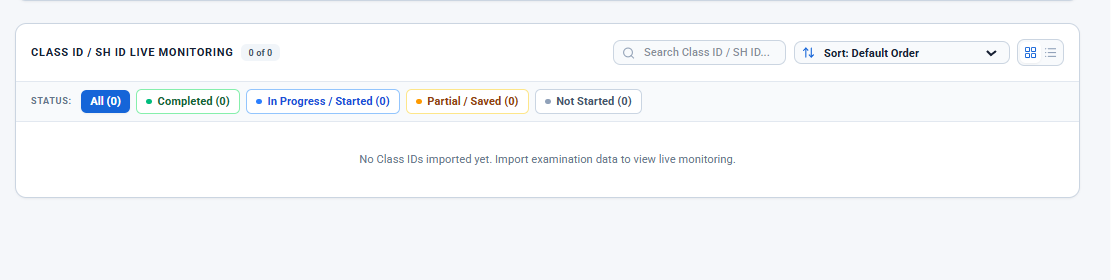 CLASS ID / SH ID LIVE MONITORING 0 of 0 Search Class ID / SH ID... Sort: Default Order
STATUS: All (0) Completed (0) In Progress / Started (0) Partial / Saved (0) Not Started (0)
No Class IDs imported yet. Import examination data to view live monitoring.